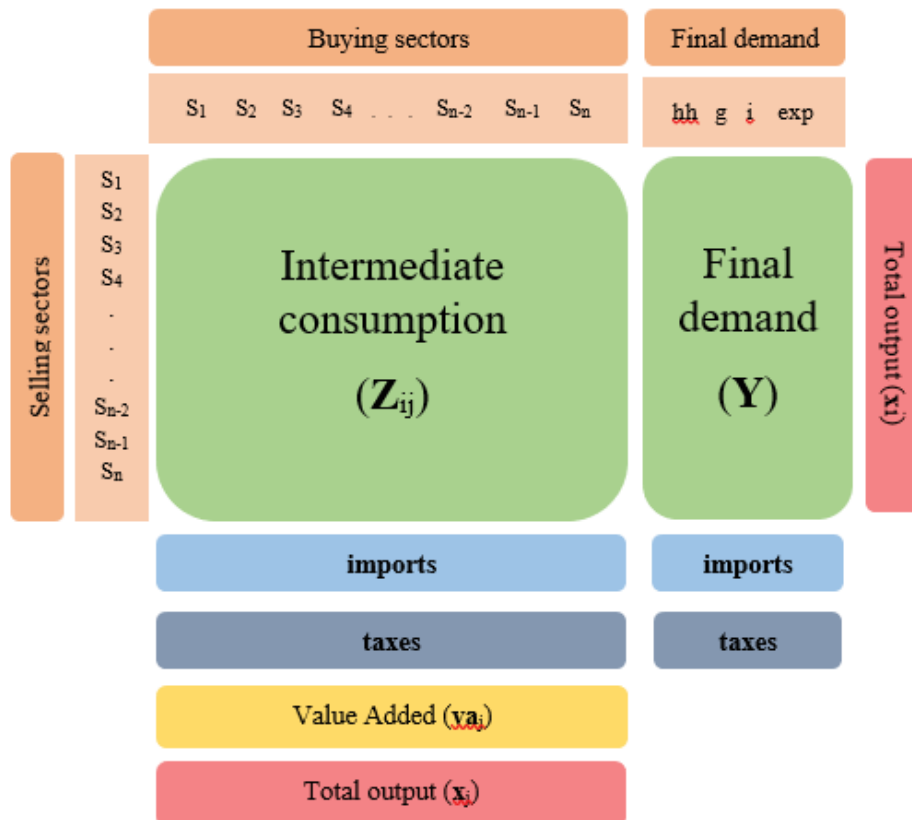 Buying sectors
Final demand
S1 S2 S3 S4 . . . Sn-2 Sn-1 Sn
hh g i exp
Selling sectors
S1
S2
S3
S4
.
.
.
Sn-2
Sn-1
Sn
Intermediate
consumption
(Zij)
Final
demand
(Y)
Total output (xi)
imports
imports
taxes
taxes
Value Added (vaj)
Total output (xj)